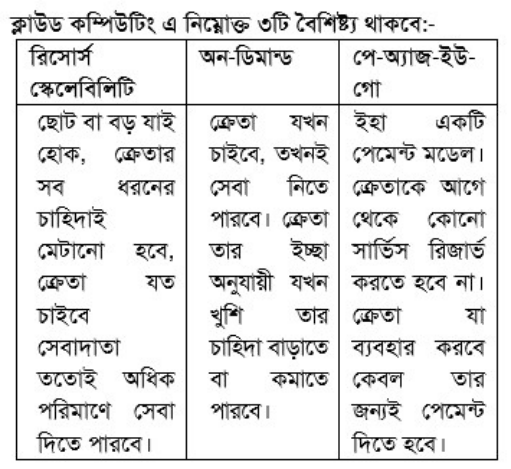 ক্লাউড কম্পিউটিং এ নিম্নোক্ত ৩টি বৈশিষ্ট্য থাকবে:-
রিসোর্স
স্কেলেবিলিটি
অন-ডিমান্ড
পে-অ্যাজ-ইউ-
গো
ছোট বা বড় যাই
হোক, ক্রেতার
সব ধরনের
চাহিদাই
মেটানো হবে,
ক্রেতা যত
চাইবে
সেবাদাতা
ততোই অধিক
পরিমাণে সেবা
দিতে পারবে।
ক্রেতা যখন
চাইবে, তখনই
সেবা নিতে
পারবে। ক্রেতা
তার ইচ্ছা
অনুযায়ী যখন
খুশি তার
চাহিদা বাড়াতে
বা কমাতে
পারবে।
ইহা একটি
পেমেন্ট মডেল।
ক্রেতাকে আগে
থেকে কোনো
সার্ভিস রিজার্ভ
করতে হবে না।
ক্রেতা যা
ব্যবহার করবে
কেবল তার
জন্যই পেমেন্ট
দিতে হবে।